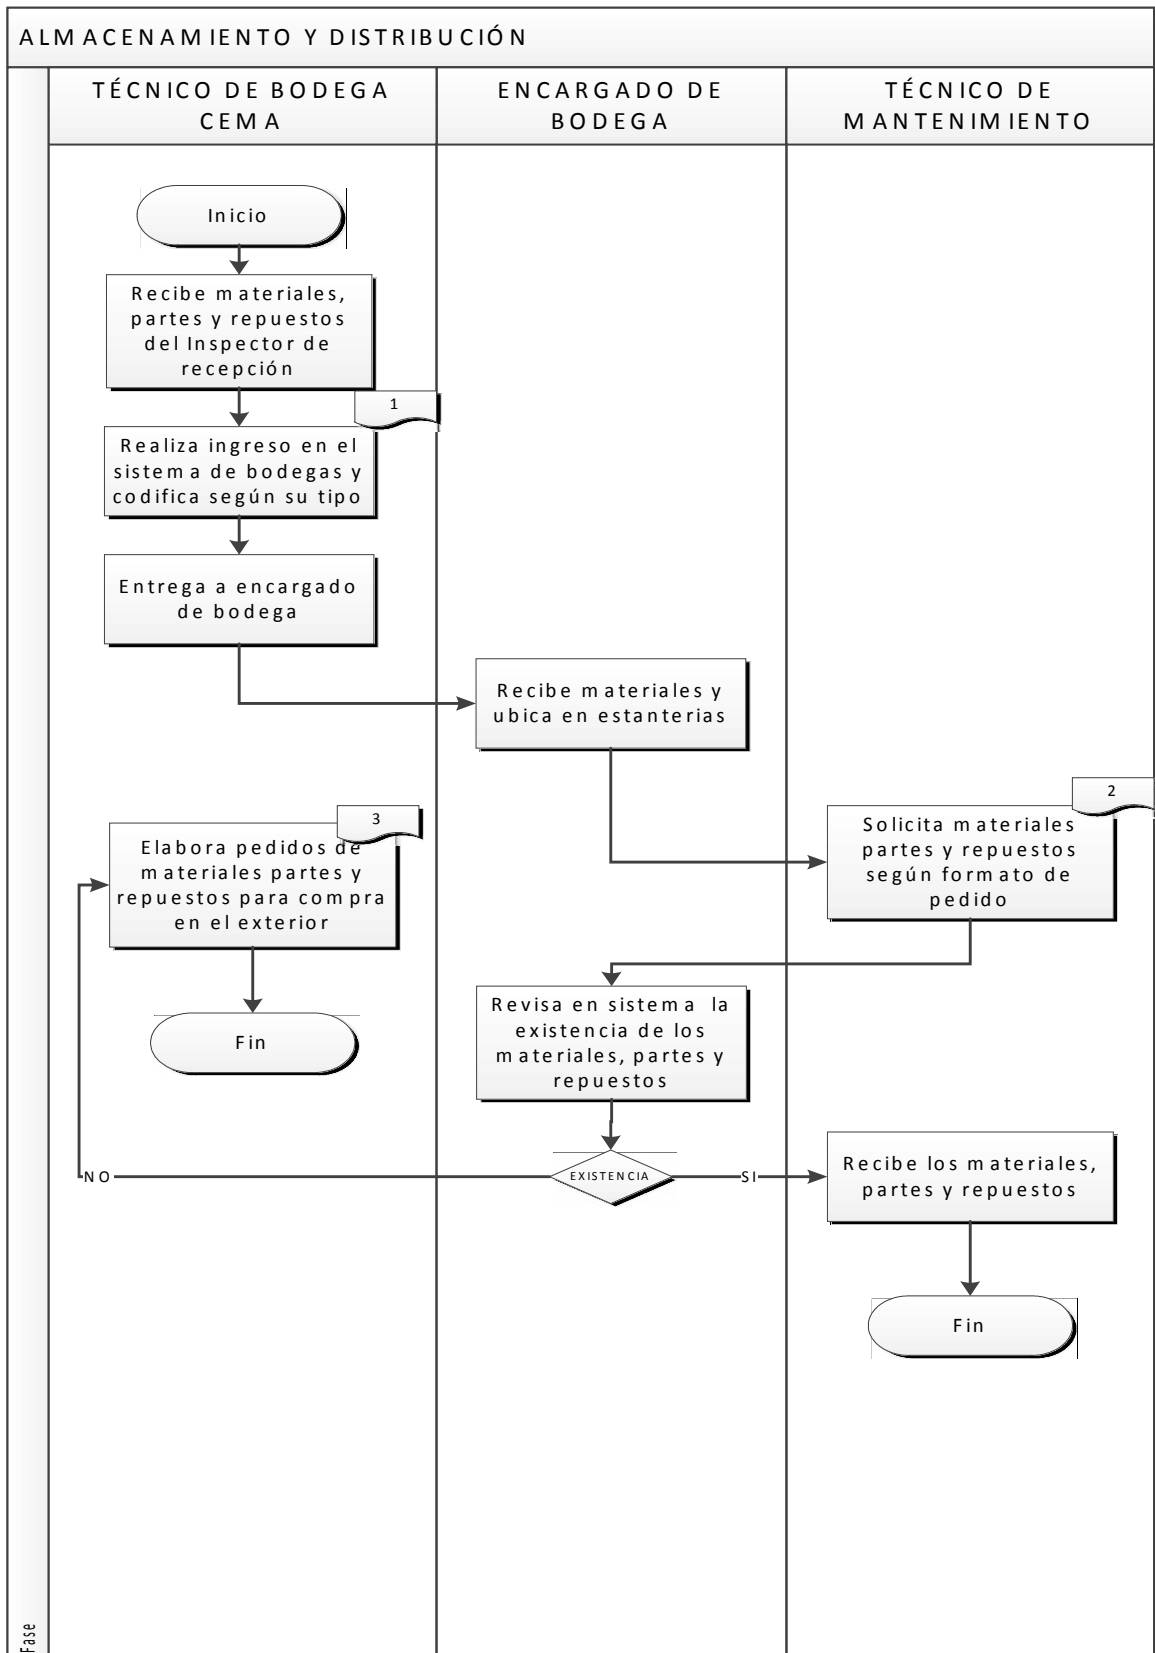 ALMACENAMIENTO Y DISTRIBUCIÓN
TÉCNICO DE BODEGA
CEMA
ENCARGADO DE
BODEGA
TÉCNICO DE
MANTENIMIENTO
Inicio
Recibe materiales,
partes y repuestos
del Inspector de
recepción
1
Realiza ingreso en el
sistema de bodegas y
codifica según su tipo
Entrega a encargado
de bodega
Recibe materiales y
ubica en estanterias
2
Solicita materiales
partes y repuestos
según formato de
pedido
3
Elabora pedidos de
materiales partes y
repuestos para compra
en el exterior
Fin
Revisa en sistema la
existencia de los
materiales, partes y
repuestos
NO
EXISTENCIA
SI
Recibe los materiales,
partes y repuestos
Fin
Fase